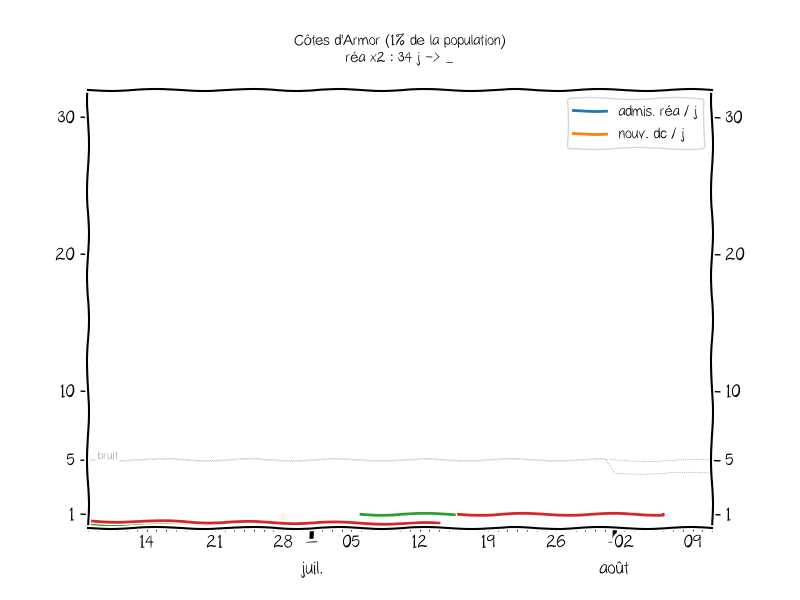 Côtes d'Armor (1% de la population)
réa x2 : 34 j -> _
admis. réa / j
nouv. dc / j
30
30
20
20
10
10
5
bruit
5
1
1
14 21 28 05 12 19 26 02 09
juil. août